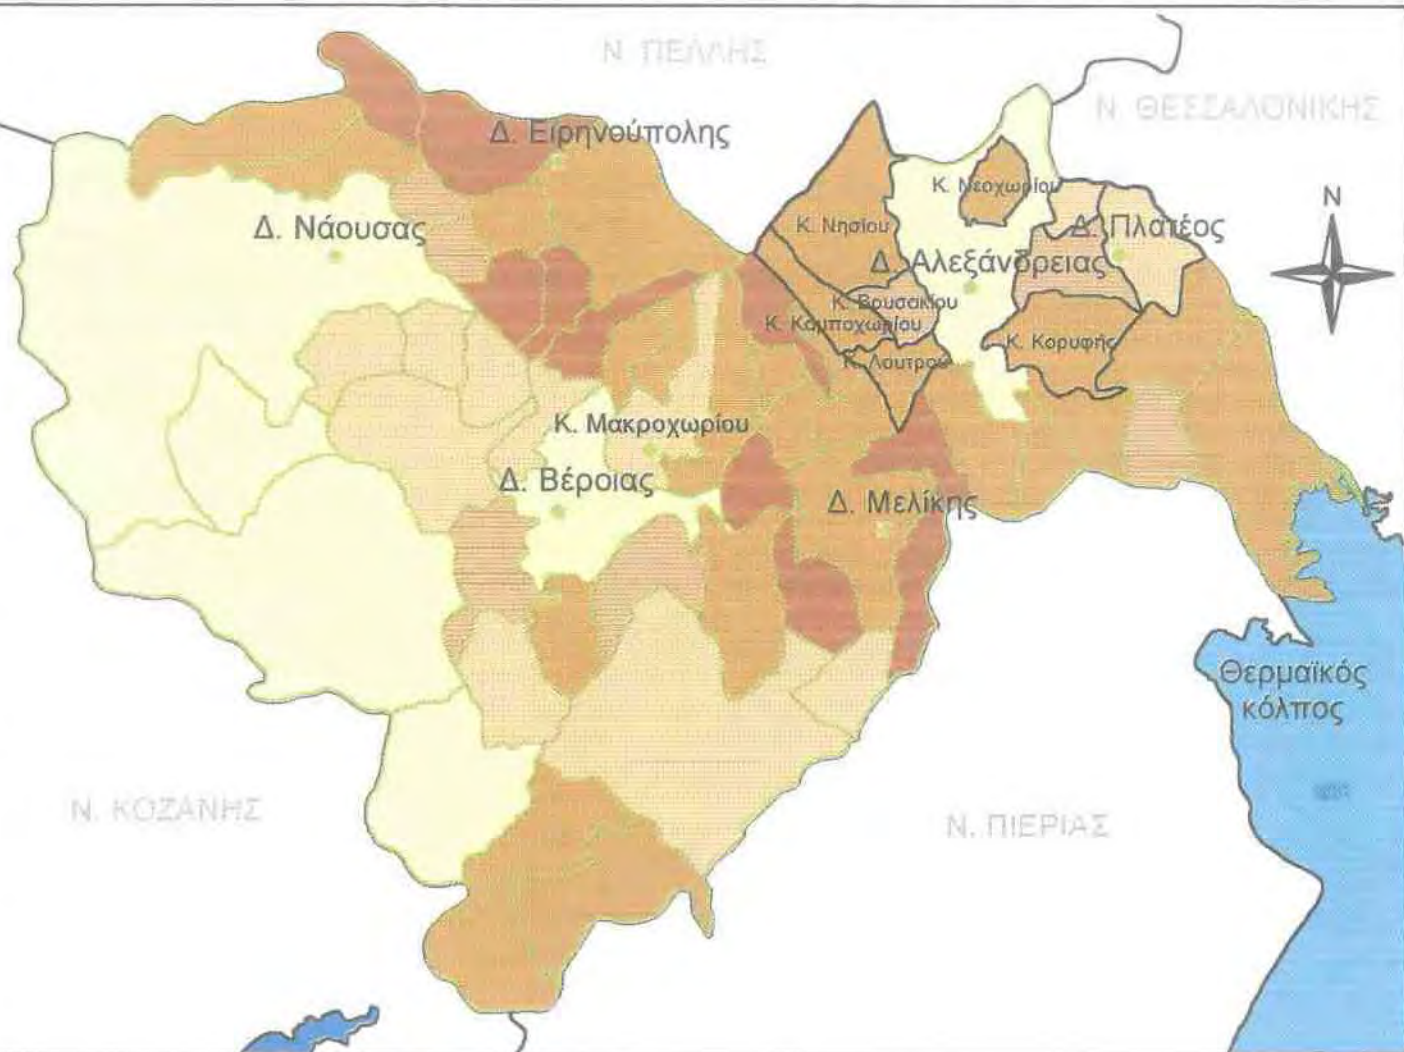 Ν. ΠΕΛΛΗΣ
Ν. ΘΕΣΣΑΛΟΝΙΚΗΣ
Δ. Ειρηνούπολης
Κ. Νεοχωρίου
N
Δ. Νάουσας
Κ. Νησίου
Δ. Πλατέος
Δ. Αλεξάνδρειας
Κ. Βρυσακίου
Κ. Καμποχωρίου
Κ. Κορυφής
Κ. Λουτρού
Κ. Μακροχωρίου
Δ. Βέροιας
Δ. Μελίκης
Θερμαϊκός
κόλπος
Ν. ΚΟΖΑΝΗΣ
Ν. ΠΙΕΡΙΑΣ